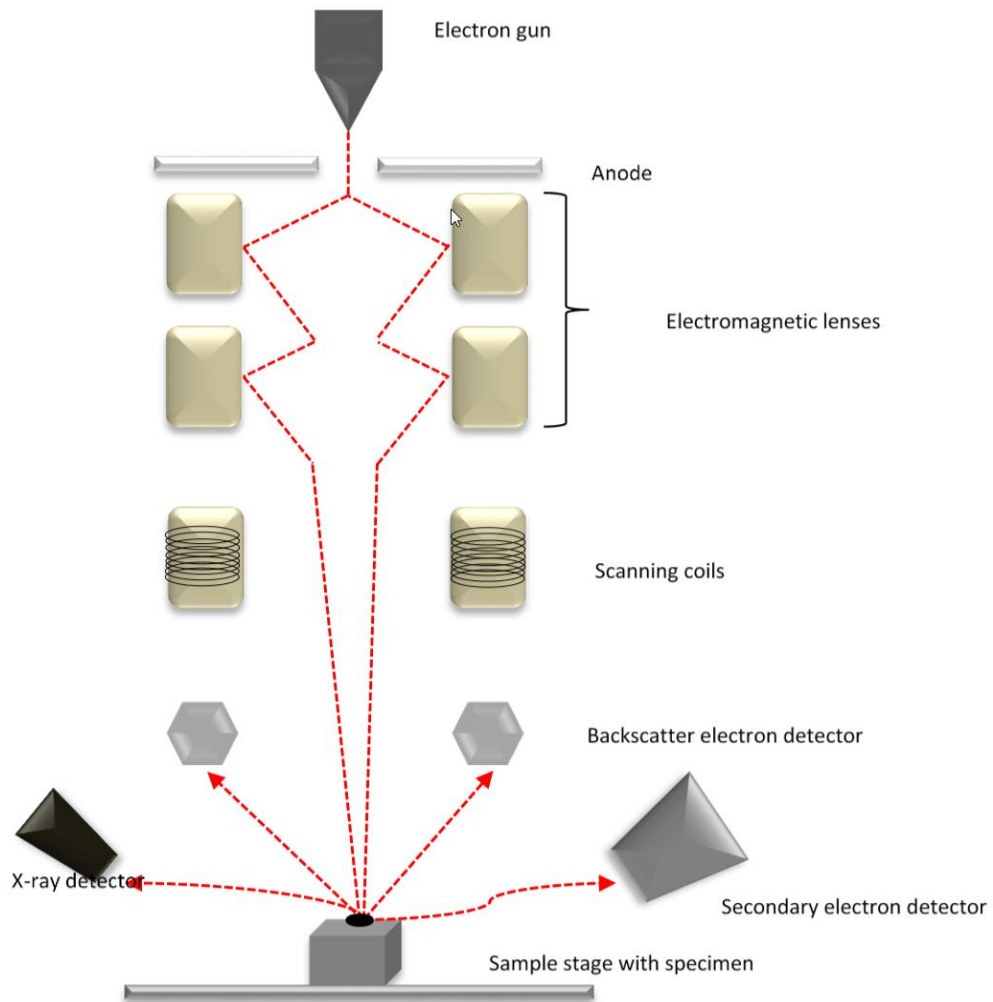 Electron gun
Anode
Electromagnetic lenses
Scanning coils
Backscatter electron detector
X-ray detector
Secondary electron detector
Sample stage with specimen